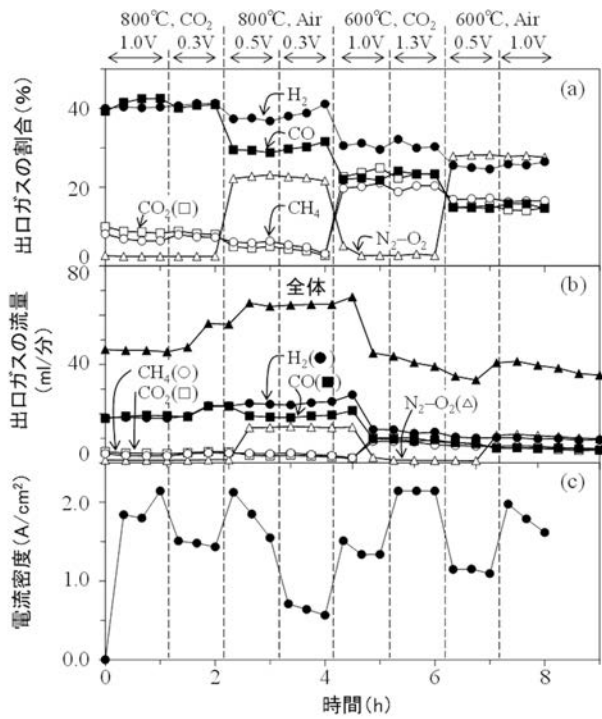 800℃, CO₂ 800℃, Air 600℃, CO₂ 600℃, Air
1.0V 0.3V 0.5V 0.3V 1.0V 1.3V 0.5V 1.0V
(a)
出口ガスの割合(%)
40
20
0
H₂
CO
CO₂(□)
CH₄
N₂−O₂
(b)
出口ガスの流量
ml/分)
80
40
0
全体
CH₄(○)
CO₂(□)
H₂(●)
CO(■)
N₂−O₂(△)
(c)
電流密度(A/cm²)
2.0
1.0
0.0
0 2 4 6 8
時間(h)